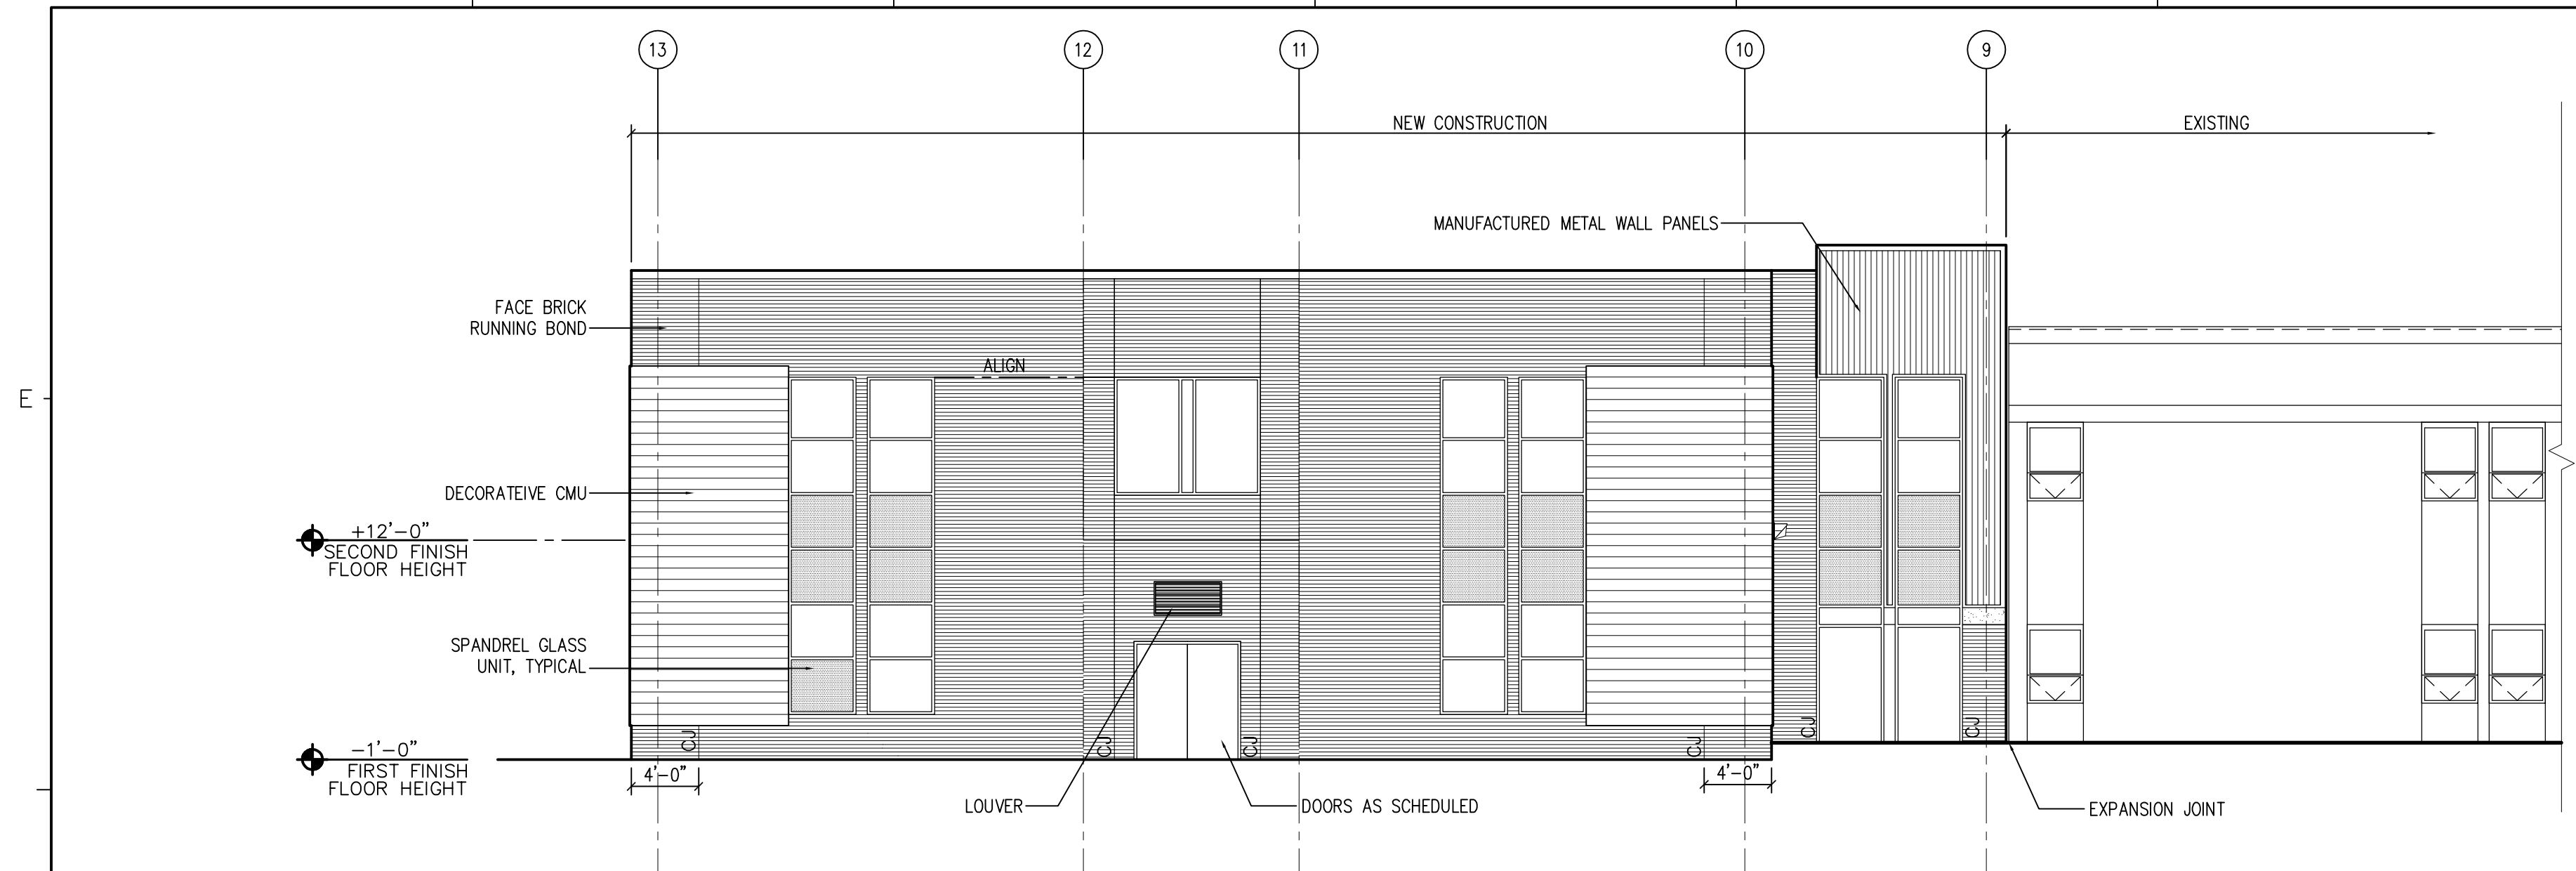 13
12
11
10
9
NEW CONSTRUCTION
EXISTING
MANUFACTURED METAL WALL PANELS
FACE BRICK
RUNNING BOND
ALIGN
E
DECORATEIVE CMU
+12'-0"
SECOND FINISH
FLOOR HEIGHT
SPANDREL GLASS
UNIT, TYPICAL
CJ
CJ
CJ
CJ
CJ
CJ
-1'-0"
FIRST FINISH
FLOOR HEIGHT
4'-0"
4'-0"
LOUVER
DOORS AS SCHEDULED
EXPANSION JOINT